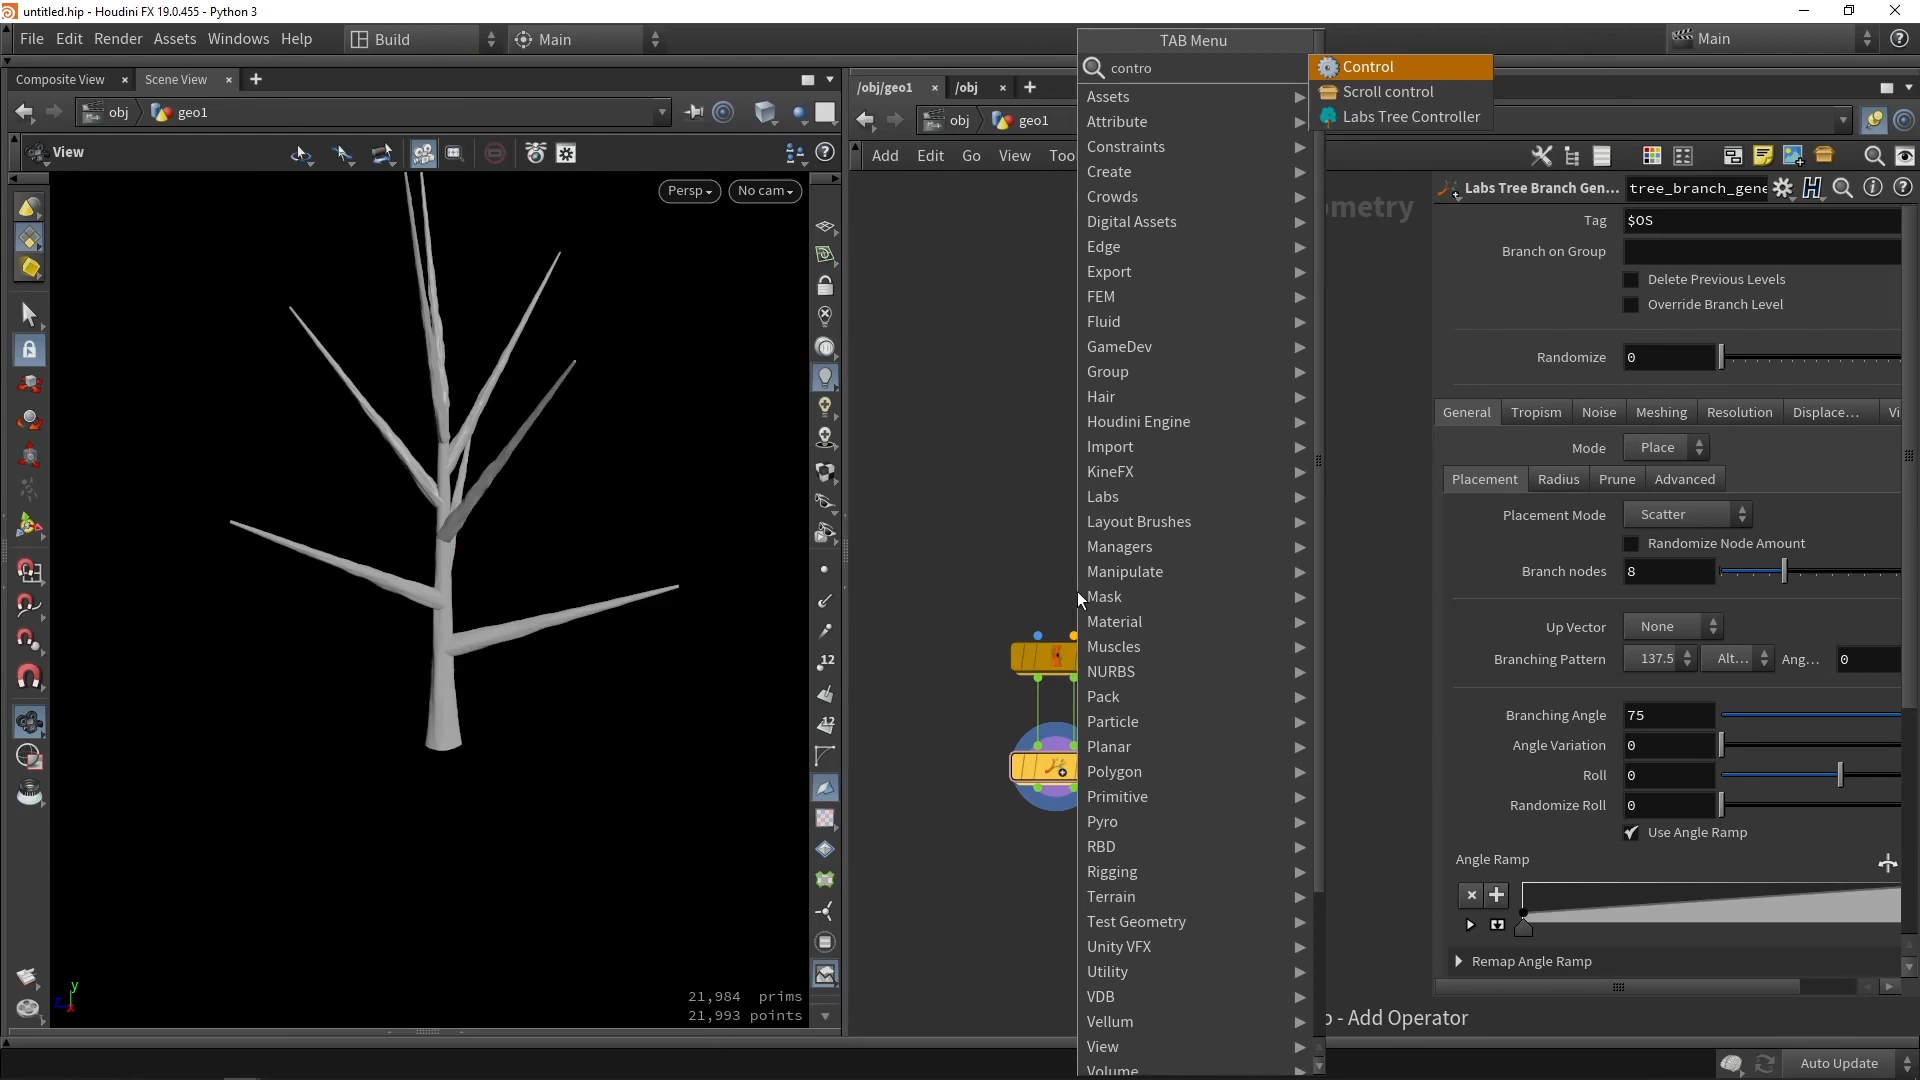 untitled.hip - Houdini FX 19.0.455 - Python 3
File Edit Render Assets Windows Help
Build
Main
Main
Composite View
Scene View
obj
geo1
View
Persp
No cam
12
12
y
z
x
21,984 prims
21,993 points
/obj/geo1
/obj
obj
geo1
Add Edit Go View Too
TAB Menu
contro
Assets
Attribute
Constraints
Create
Crowds
Digital Assets
Edge
Export
FEM
Fluid
GameDev
Group
Hair
Houdini Engine
Import
KineFX
Labs
Layout Brushes
Managers
Manipulate
Mask
Material
Muscles
NURBS
Pack
Particle
Planar
Polygon
Primitive
Pyro
RBD
Rigging
Terrain
Test Geometry
Unity VFX
Utility
VDB
Vellum
View
Volume
Control
Scroll control
Labs Tree Controller
metry
Labs Tree Branch Gen...
tree_branch_gene
Tag $OS
Branch on Group
Delete Previous Levels
Override Branch Level
Randomize 0
General Tropism Noise Meshing Resolution Displace... Vi
Mode Place
Placement Radius Prune Advanced
Placement Mode Scatter
Randomize Node Amount
Branch nodes 8
Up Vector None
Branching Pattern 137.5 Alt... Ang... 0
Branching Angle 75
Angle Variation 0
Roll 0
Randomize Roll 0
Use Angle Ramp
Angle Ramp
Remap Angle Ramp
- Add Operator
Auto Update